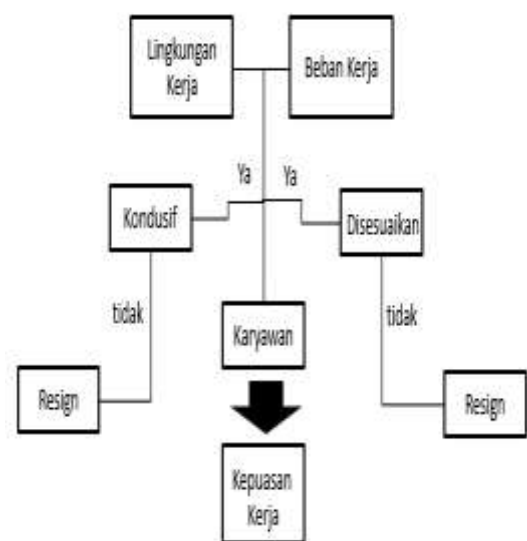 Lingkungan
Kerja
Beban Kerja
Ya
Ya
Kondusif
Disesuaikan
tidak
Karyawan
tidak
Resign
Resign
Kepuasan
Kerja